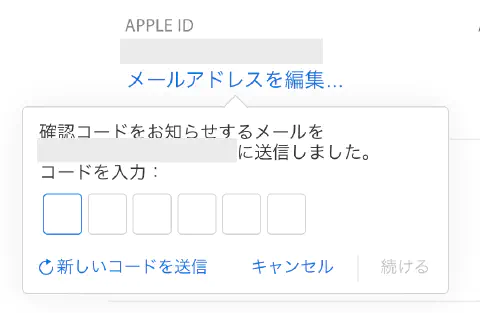 APPLE ID
メールアドレスを編集...
確認コードをお知らせするメールを
に送信しました。
コードを入力：
新しいコードを送信
キャンセル
続ける